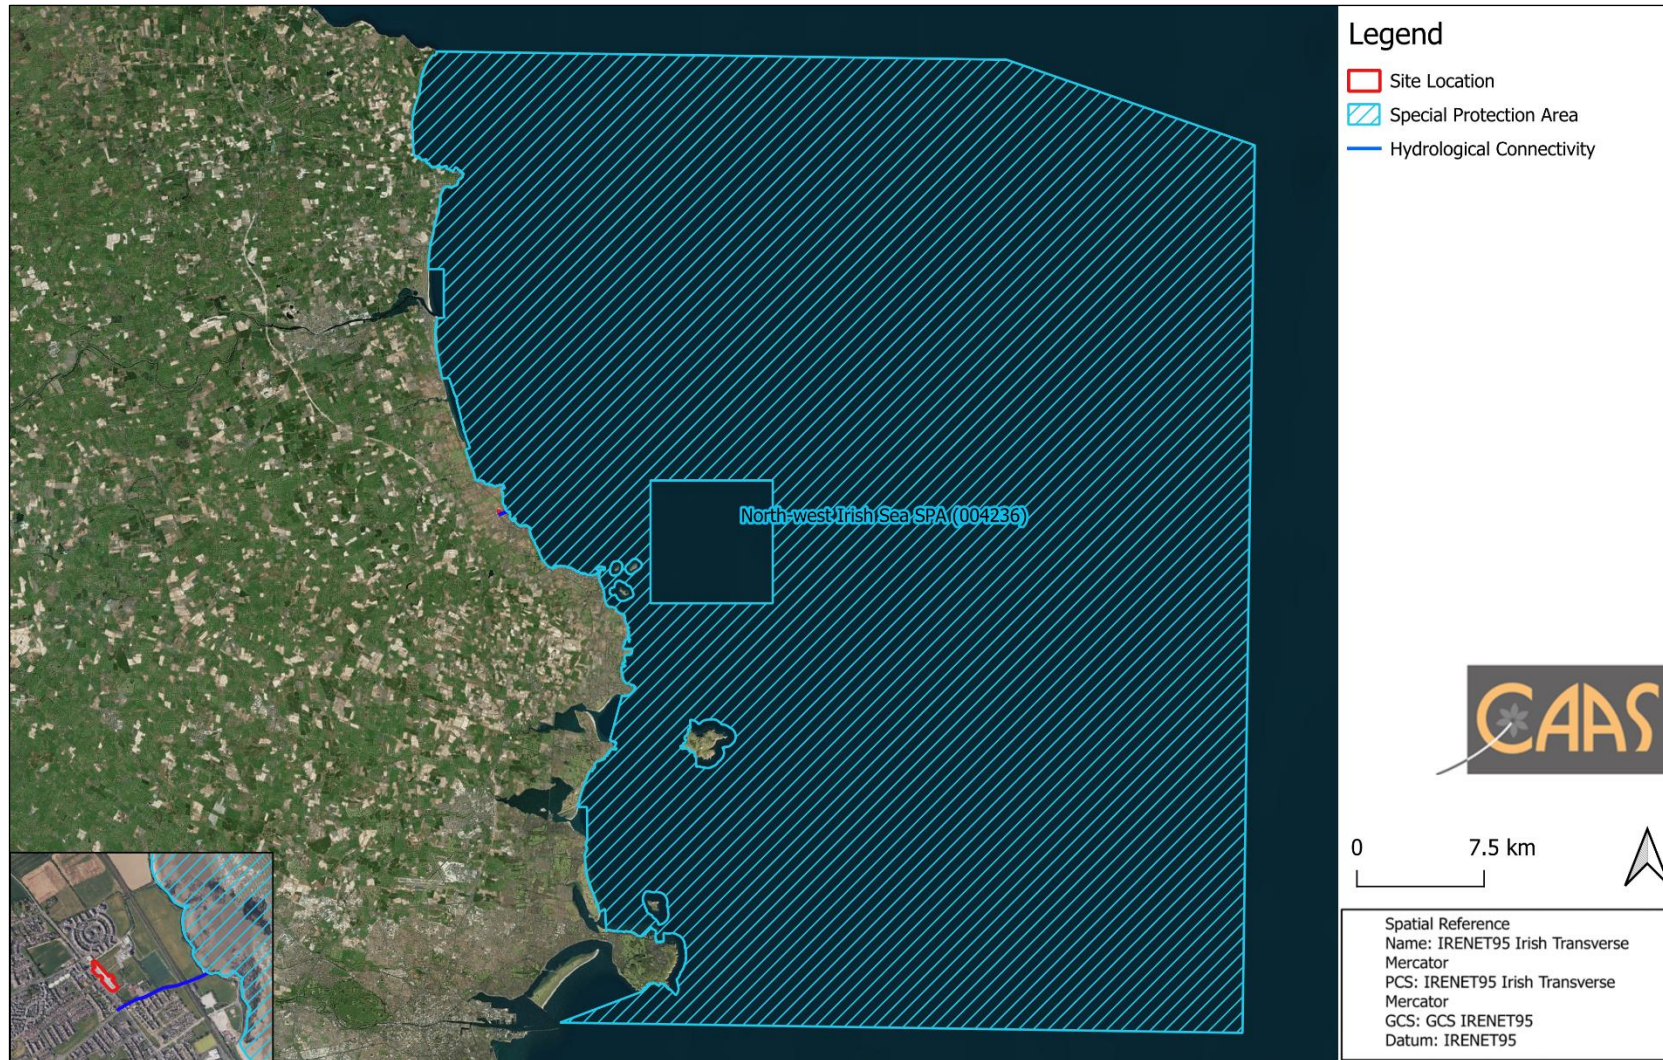 Legend
Site Location
Special Protection Area
Hydrological Connectivity
North-west Irish Sea SPA (004236)
CAAS
0 7.5 km
Spatial Reference
Name: IRENET95 Irish Transverse
Mercator
PCS: IRENET95 Irish Transverse
Mercator
GCS: GCS IRENET95
Datum: IRENET95